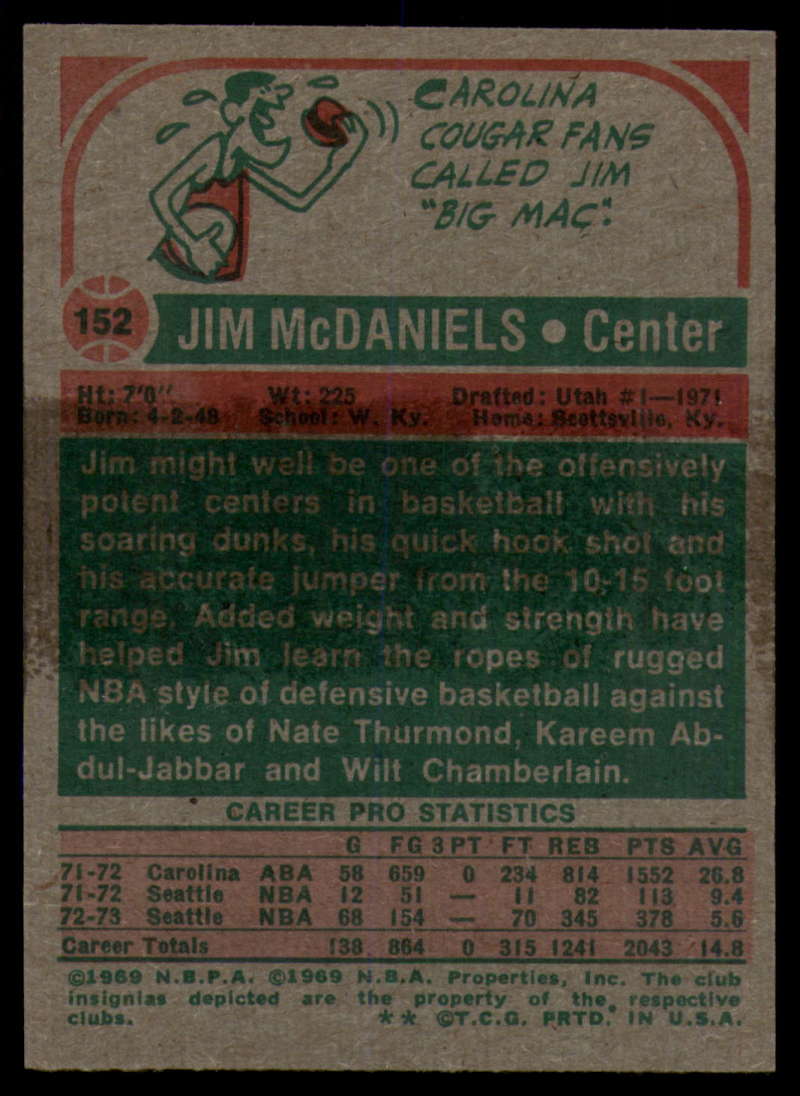 CAROLINA
COUGAR FANS
CALLED JIM
"BIG MAC".
152
JIM McDANIELS • Center
Ht: 7'0" Wt: 225 Drafted: Utah #1—1971
Born: 4-2-48 School: W. Ky. Home: Scottsville, Ky.
Jim might well be one of the offensively
potent centers in basketball with his
soaring dunks, his quick hook shot and
his accurate jumper from the 10-15 foot
range. Added weight and strength have
helped Jim learn the ropes of rugged
NBA style of defensive basketball against
the likes of Nate Thurmond, Kareem Ab-
dul-Jabbar and Wilt Chamberlain.
CAREER PRO STATISTICS
G FG 3PT FT REB PTS AVG
71-72 Carolina ABA 58 659 0 234 814 1552 26.8
71-72 Seattle NBA 12 51 — 11 82 113 9.4
72-73 Seattle NBA 68 154 — 70 345 378 5.6
Career Totals 138 864 0 315 1241 2043 14.8
©1969 N.B.P.A. ©1969 N.B.A. Properties, Inc. The club
insignias depicted are the property of the respective
clubs. ** ©T.C.G. PRTD. IN U.S.A.